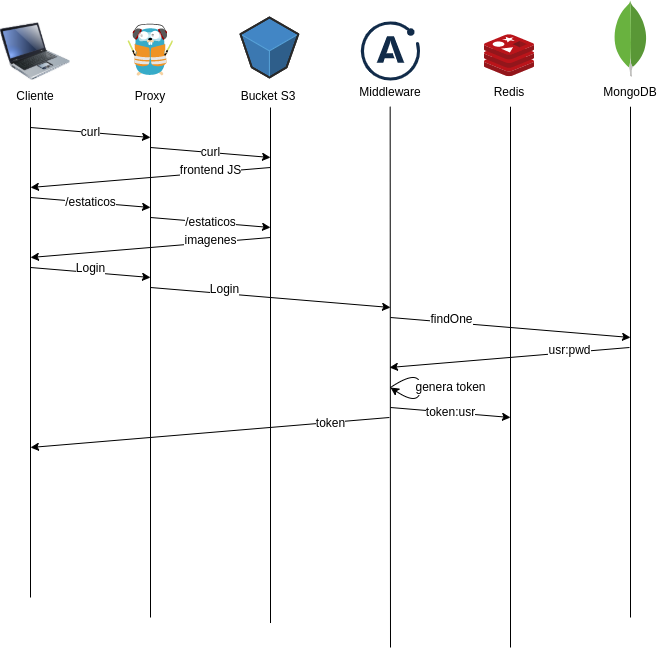 Cliente
Proxy
Bucket S3
Middleware
Redis
MongoDB
curl
curl
frontend JS
/estaticos
/estaticos
imagenes
Login
Login
findOne
usr:pwd
genera token
token:usr
token